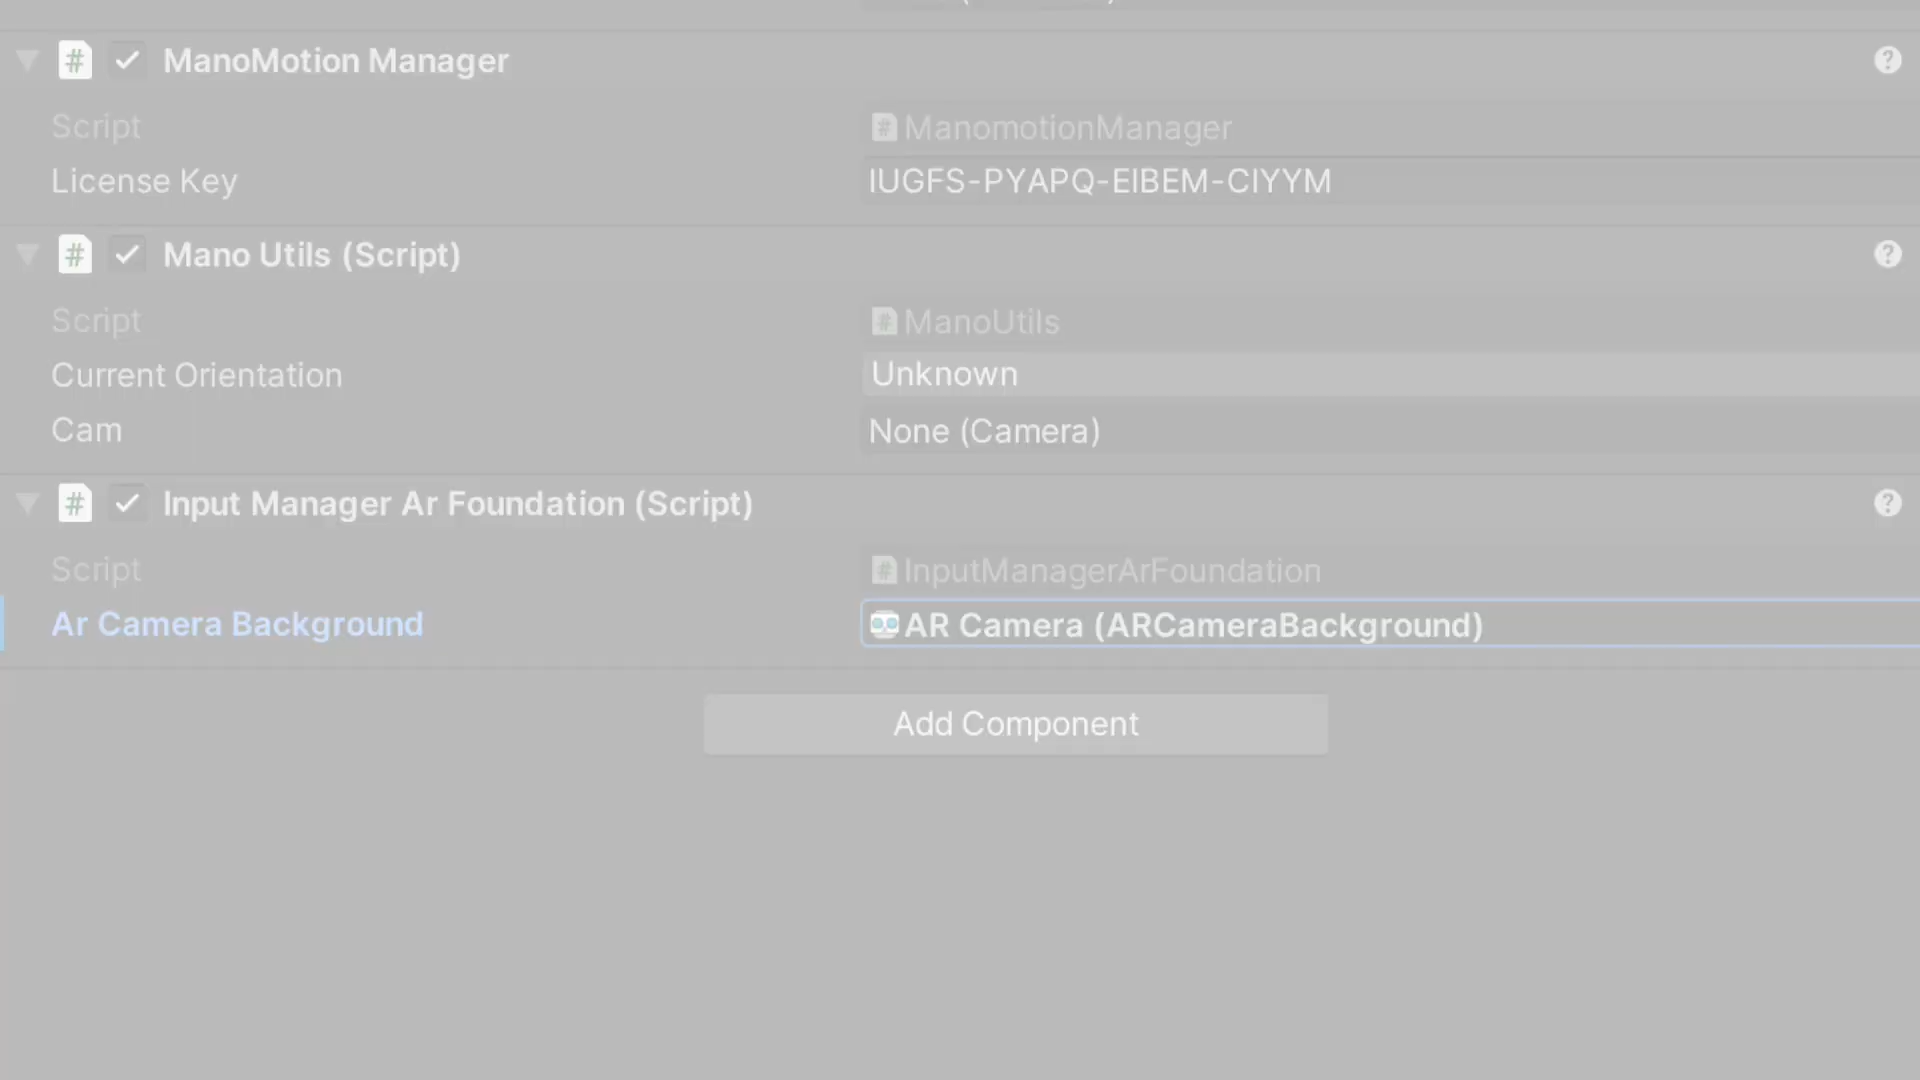 ManoMotion Manager
Script ManomotionManager
License Key IUGFS-PYAPQ-EIBEM-CIYYM
Mano Utils (Script)
Script ManoUtils
Current Orientation Unknown
Cam None (Camera)
Input Manager Ar Foundation (Script)
Script InputManagerArFoundation
Ar Camera Background AR Camera (ARCameraBackground)
Add Component